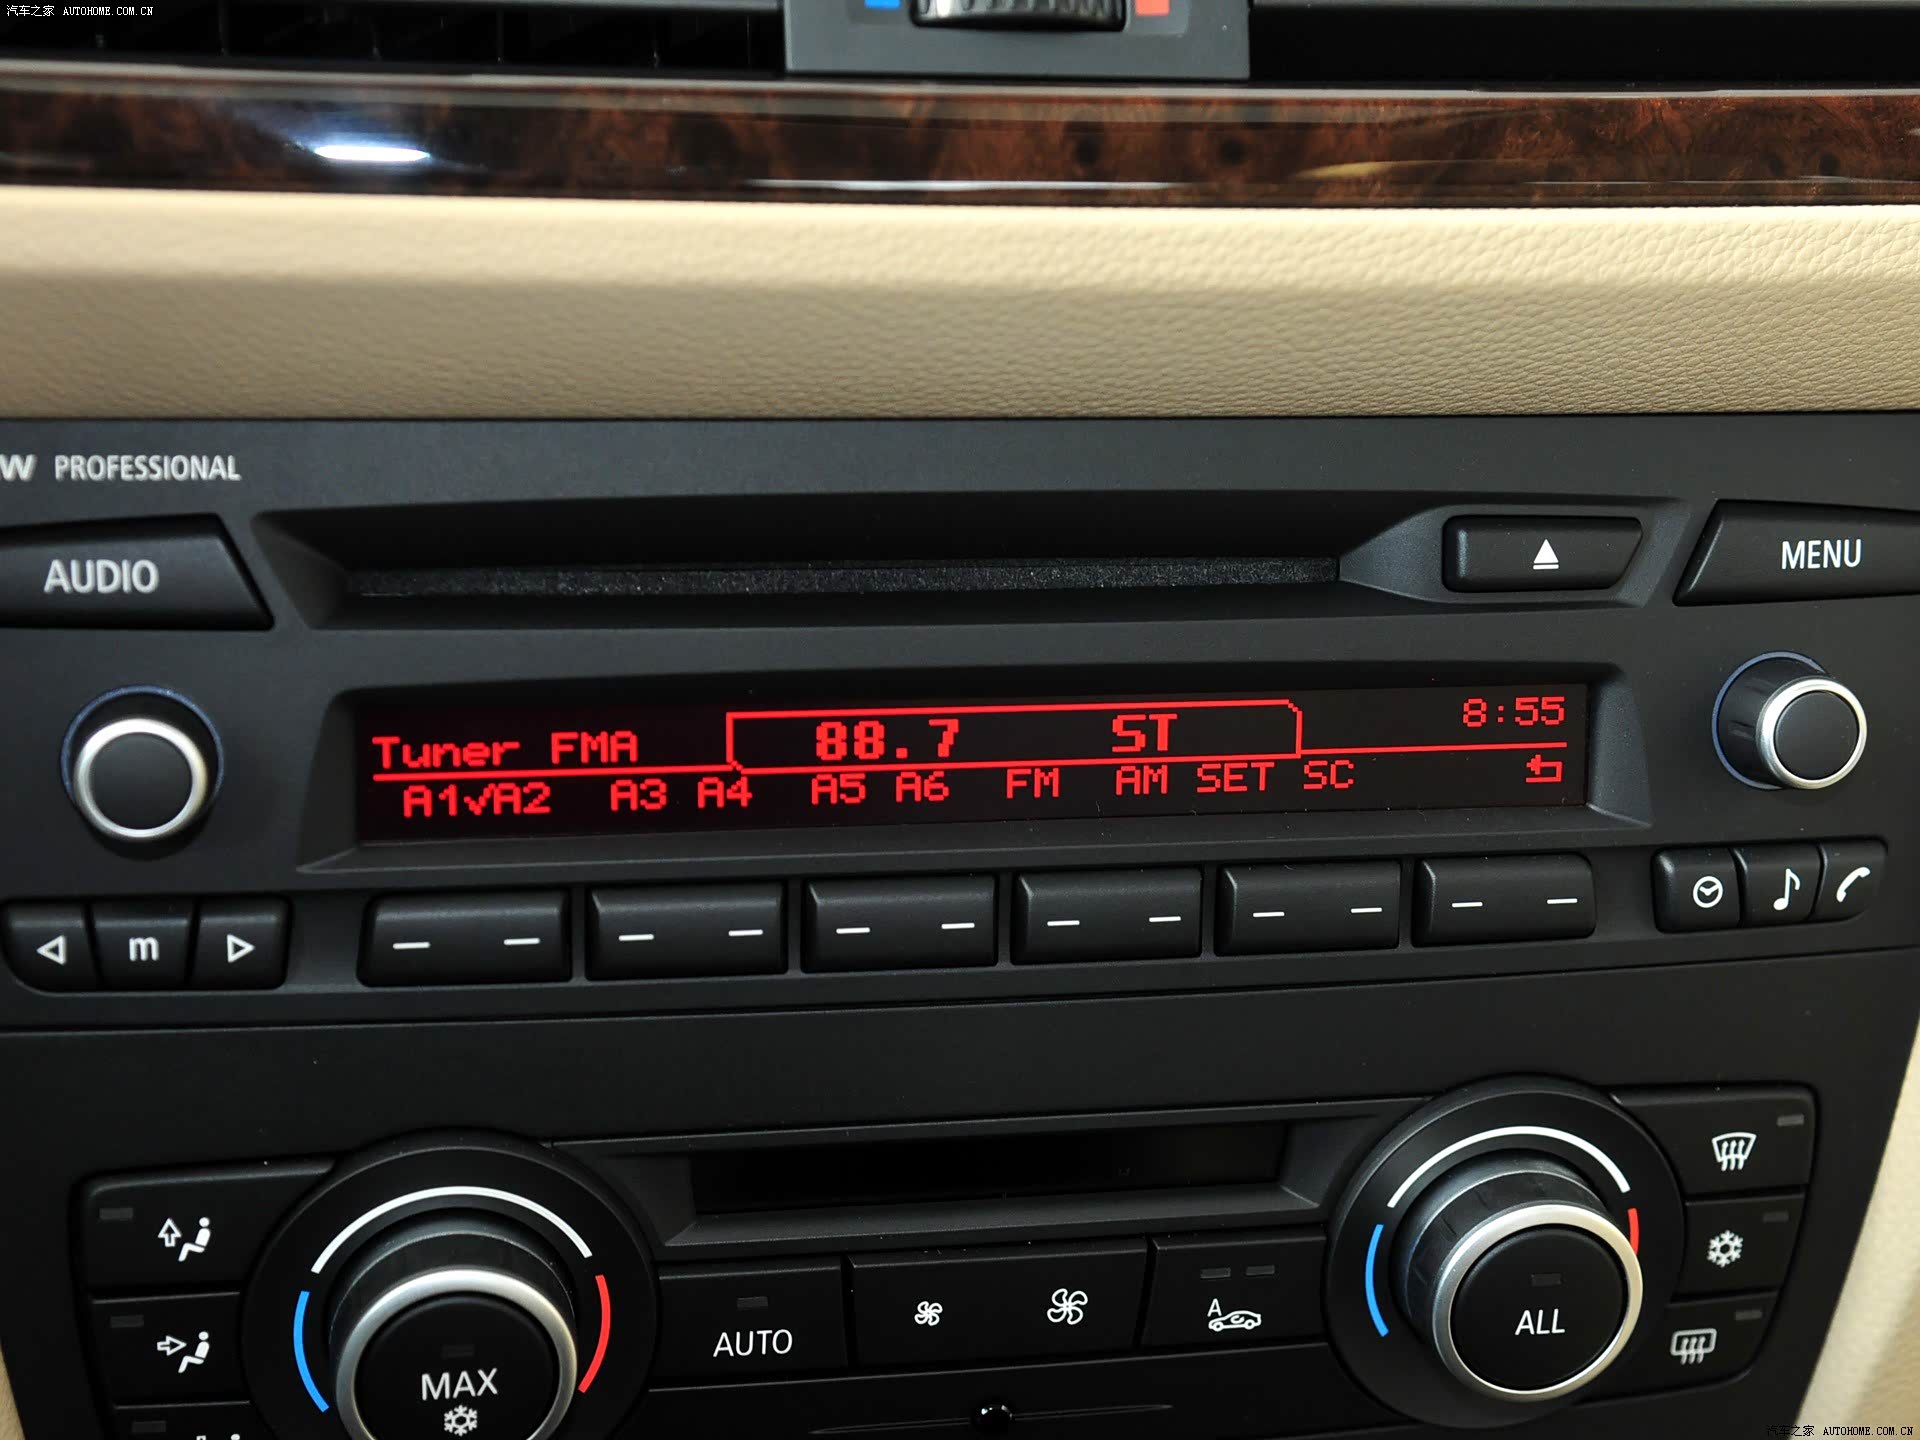 汽车之家 AUTOHOME.COM.CN
W PROFESSIONAL
AUDIO
MENU
Tuner FMA 88.7 ST 8:55
A1√A2 A3 A4 A5 A6 FM AM SET SC
m
AUTO
A
MAX
ALL
汽车之家 AUTOHOME.COM.CN